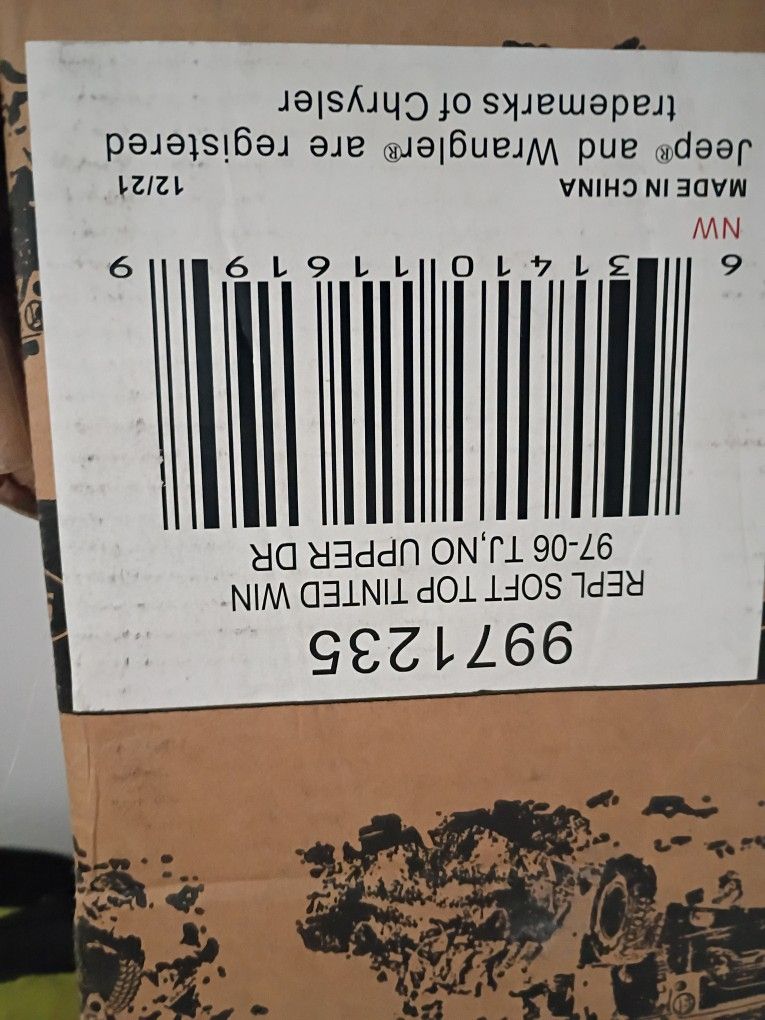 9971235
REPL SOFT TOP TINTED WIN
97-06 TJ,NO UPPER DR
6 31410 11619 9
NW
MADE IN CHINA 12/21
Jeep® and Wrangler® are registered
trademarks of Chrysler